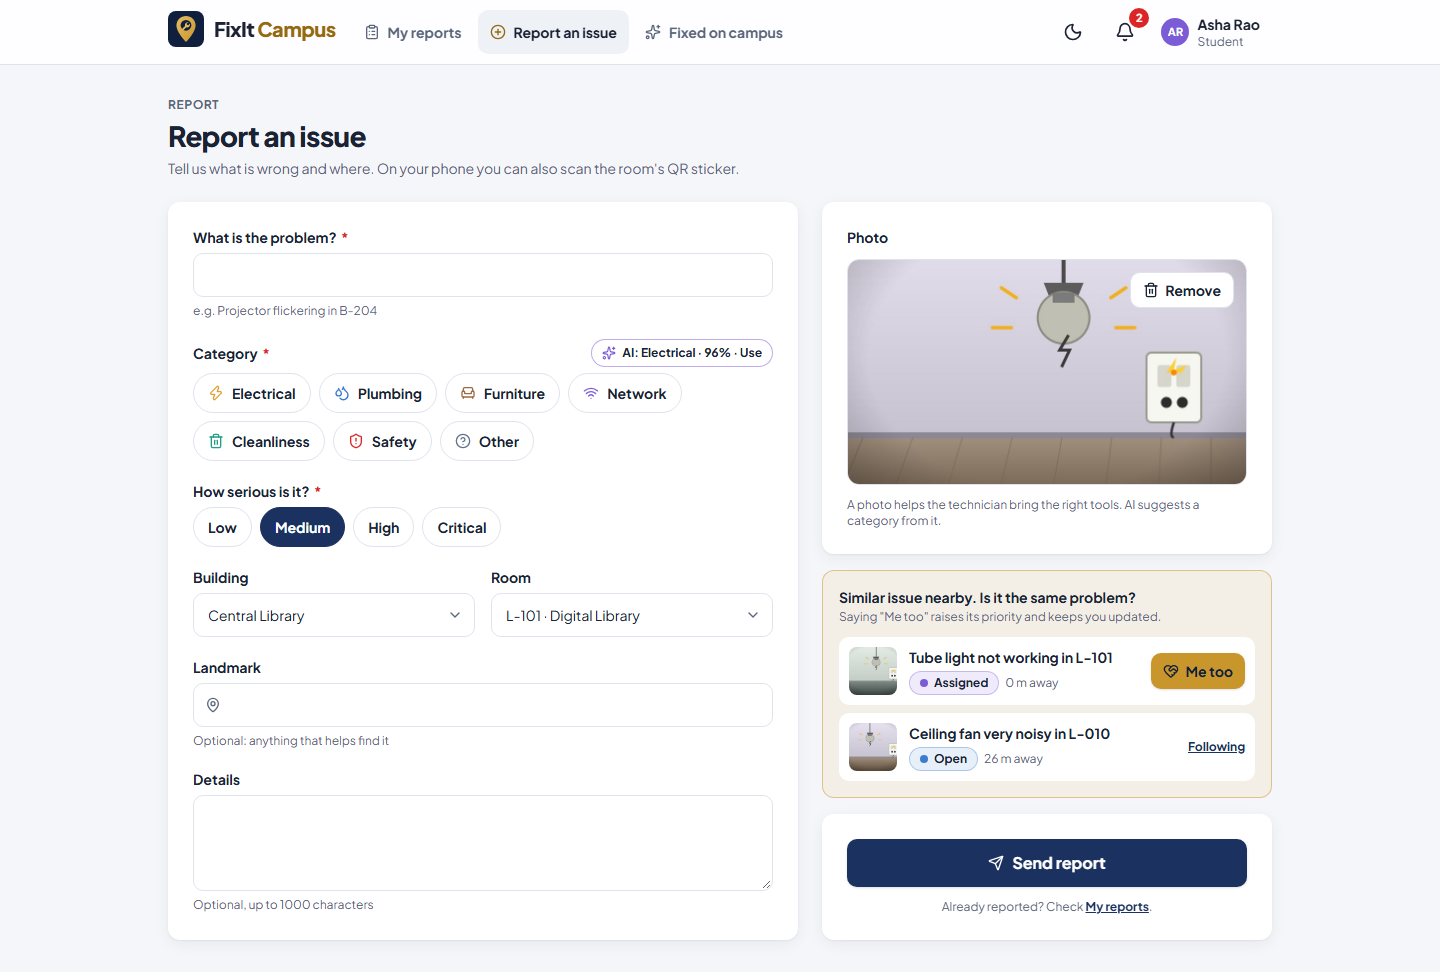 FixIt Campus
My reports
Report an issue
Fixed on campus
2
AR
Asha Rao
Student
REPORT
Report an issue
Tell us what is wrong and where. On your phone you can also scan the room's QR sticker.
What is the problem? *
e.g. Projector flickering in B-204
Category *
AI: Electrical · 96% · Use
Electrical
Plumbing
Furniture
Network
Cleanliness
Safety
Other
How serious is it? *
Low
Medium
High
Critical
Building
Room
Central Library
L-101 · Digital Library
Landmark
Optional: anything that helps find it
Details
Optional, up to 1000 characters
Photo
Remove
A photo helps the technician bring the right tools. AI suggests a
category from it.
Similar issue nearby. Is it the same problem?
Saying "Me too" raises its priority and keeps you updated.
Tube light not working in L-101
Assigned
0 m away
Me too
Ceiling fan very noisy in L-010
Open
26 m away
Following
Send report
Already reported? Check My reports.